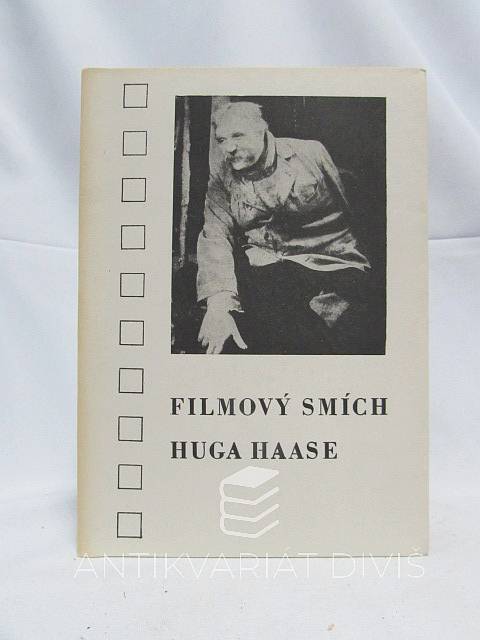 FILMOVÝ SMÍCH
HUGA HAASE
ANTIKVARIÁT DIVIŠ